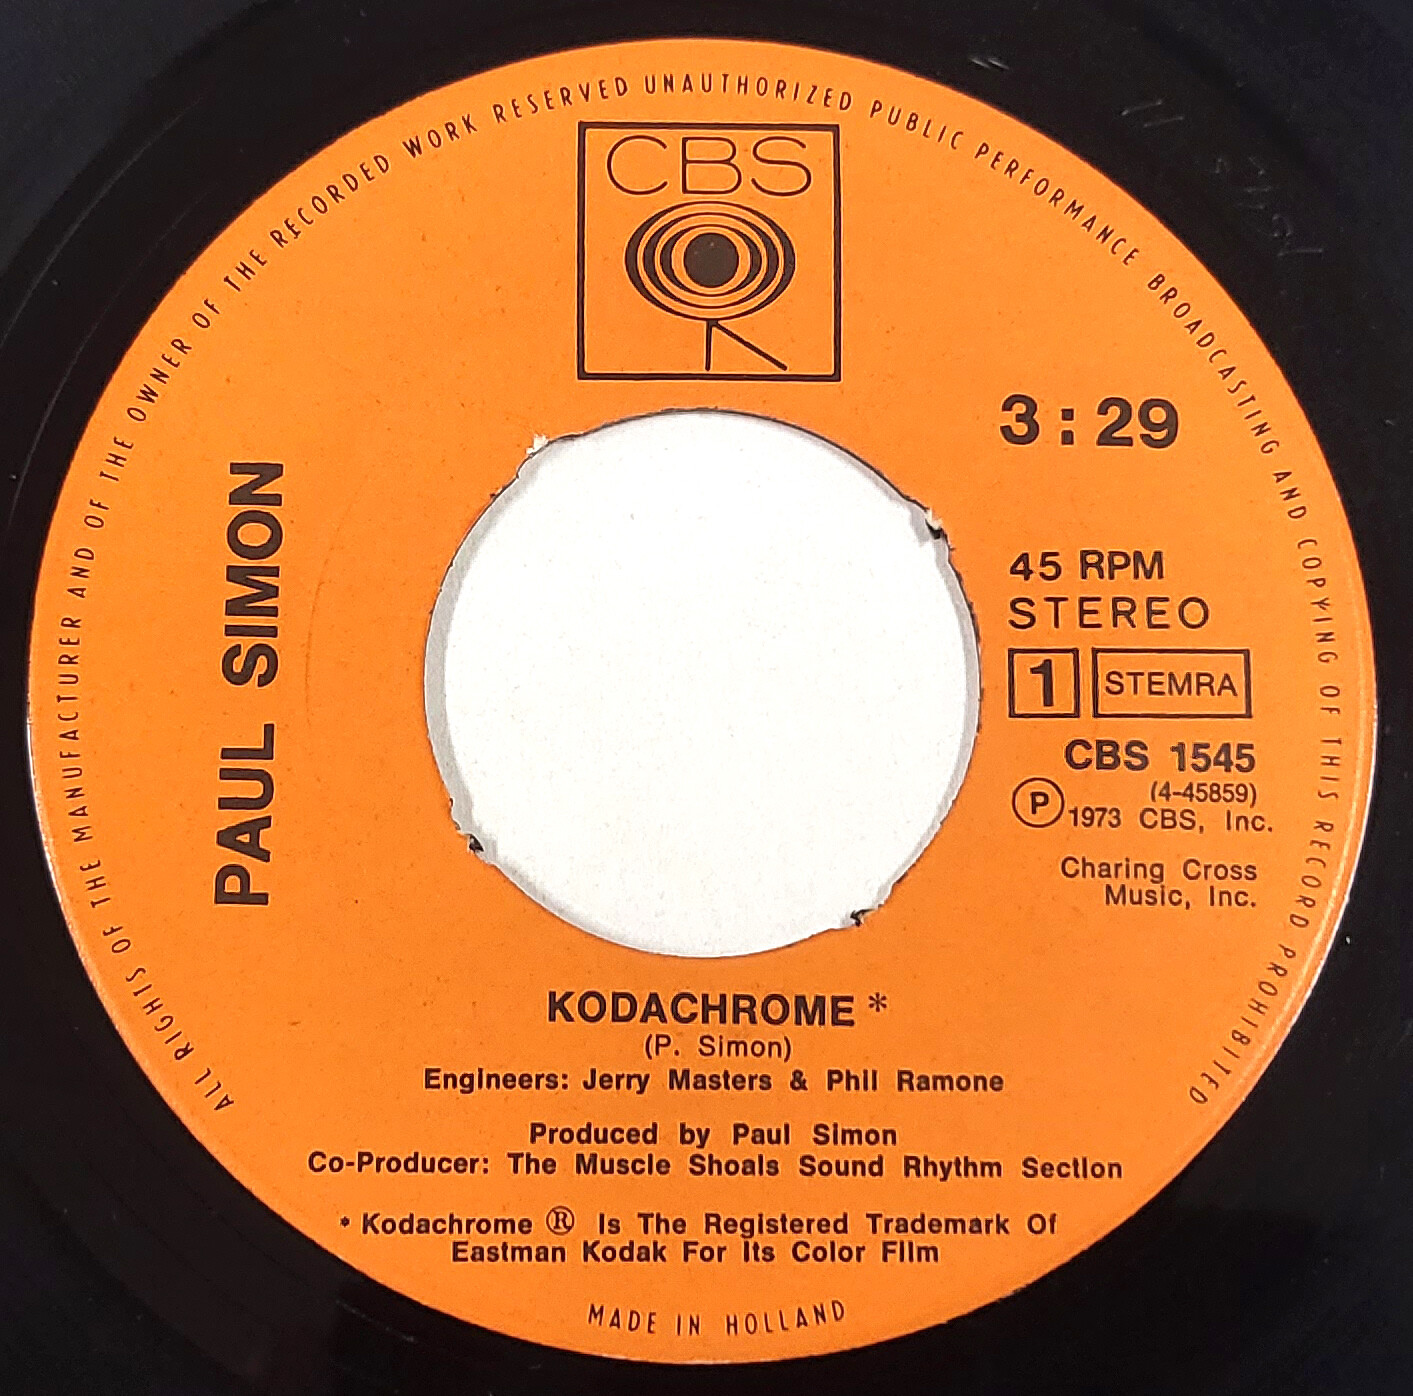 ALL RIGHTS OF THE MANUFACTURER AND OF THE OWNER OF THE RECORDED WORK RESERVED UNAUTHORIZED PUBLIC PERFORMANCE BROADCASTING AND COPYING OF THIS RECORD PROHIBITED
CBS
3:29
PAUL SIMON
45 RPM
STEREO
1 STEMRA
CBS 1545
(4-45859)
Ⓟ 1973 CBS, Inc.
Charing Cross
Music, Inc.
KODACHROME *
(P. Simon)
Engineers: Jerry Masters & Phil Ramone
Produced by Paul Simon
Co-Producer: The Muscle Shoals Sound Rhythm Section
* Kodachrome ® Is The Registered Trademark Of
Eastman Kodak For Its Color Film
MADE IN HOLLAND